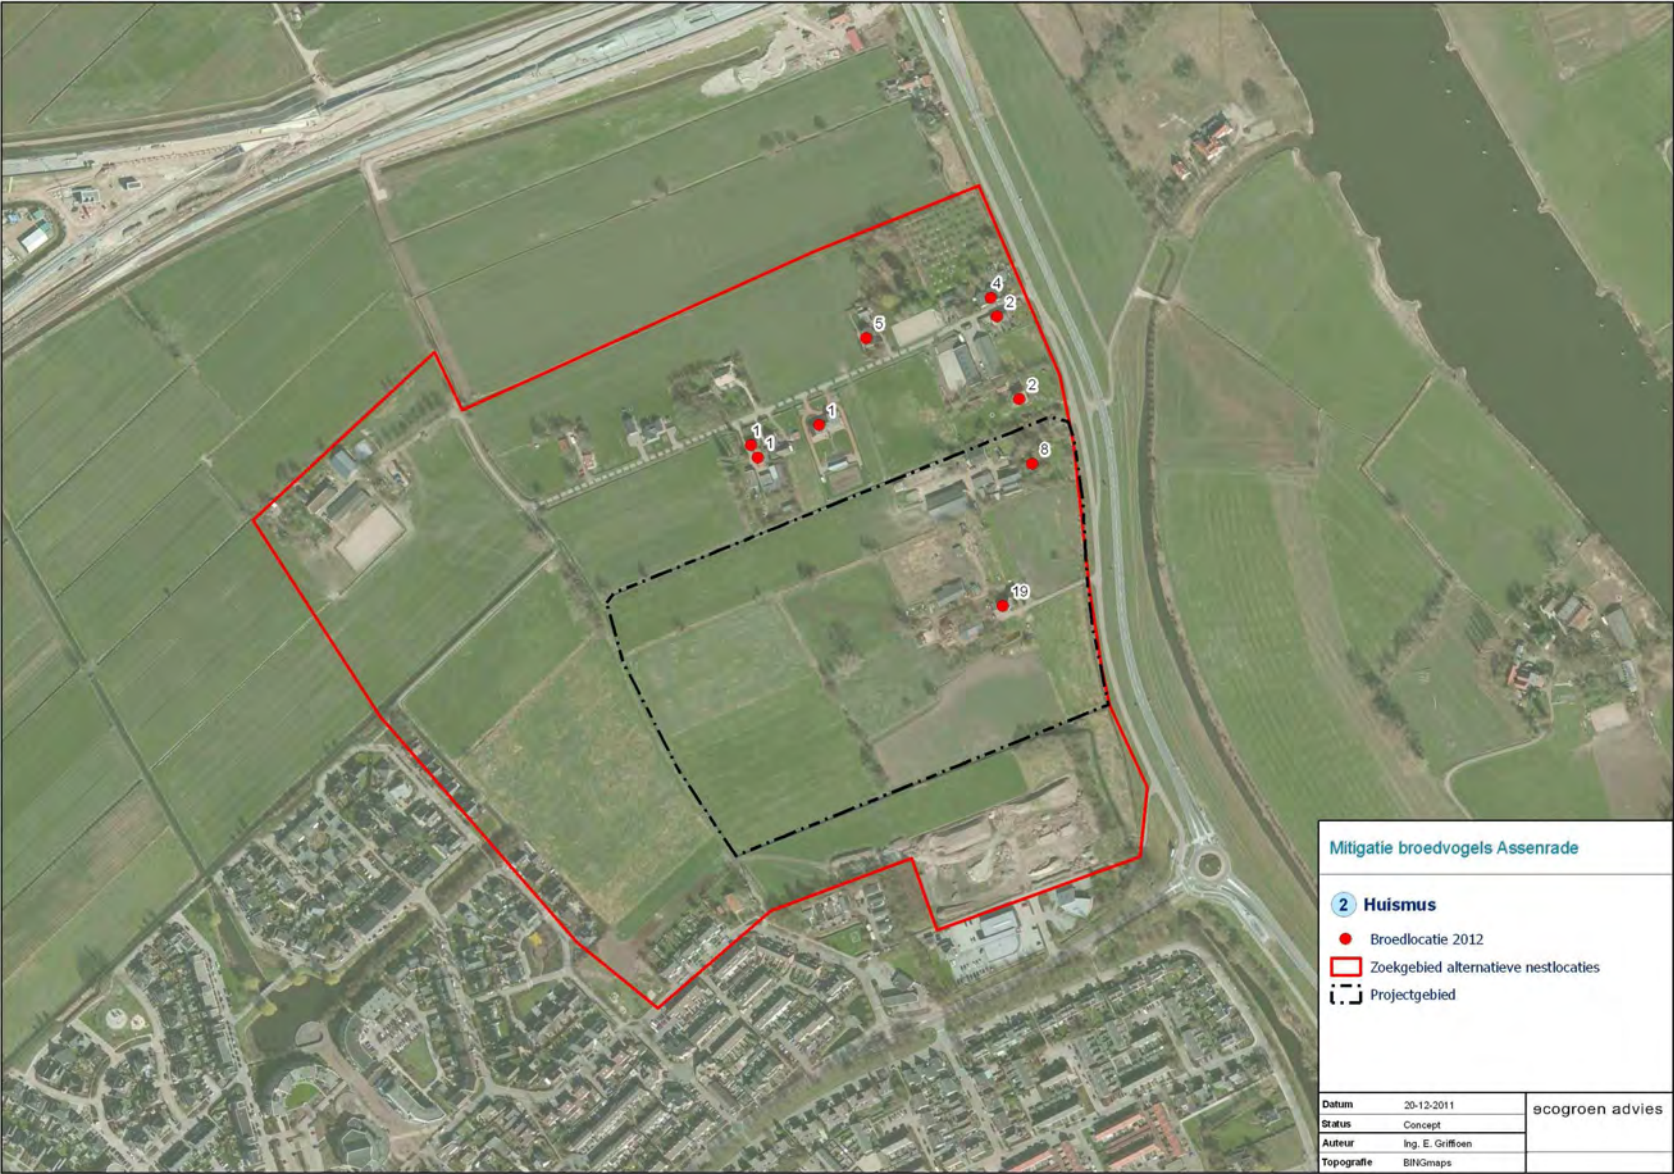 4
2
5
2
1
1
1
8
19
Mitigatie broedvogels Assenrade
2 Huismus
Broedlocatie 2012
Zoekgebied alternatieve nestlocaties
Projectgebied
Datum 20-12-2011
Status Concept
Auteur Ing. E. Griffioen
Topografie BINGmaps
ecogroen advies